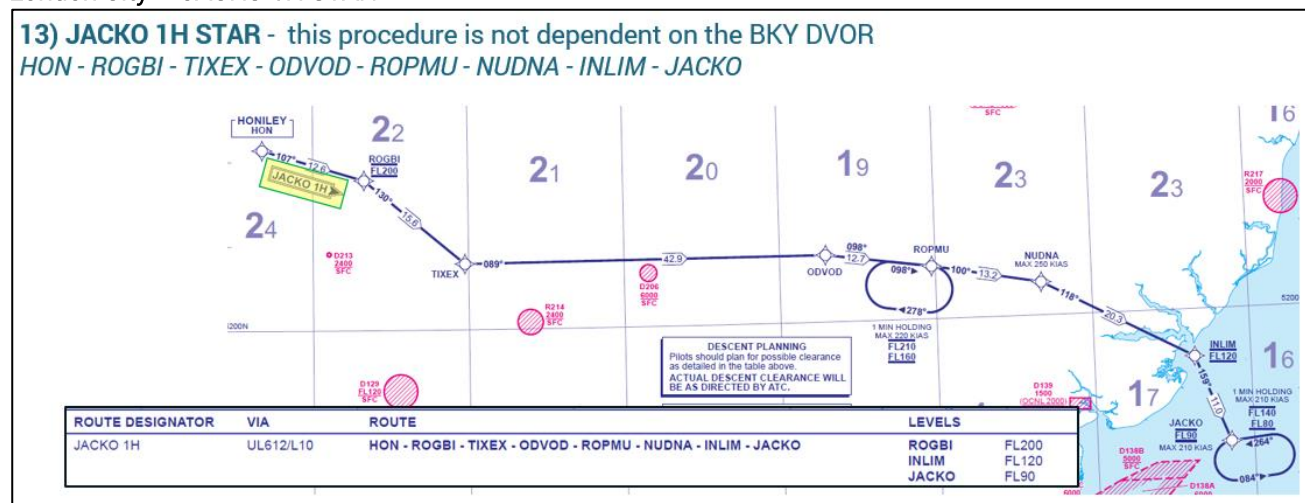 13) JACKO 1H STAR - this procedure is not dependent on the BKY DVOR
HON - ROGBI - TIXEX - ODVOD - ROPMU - NUDNA - INLIM - JACKO
HONILEY
HON
107°
12.6
JACKO 1H
ROGBI
FL200
130°
15.6
TIXEX
089°
42.9
ODVOD
098°
12.7
ROPMU
098°
278°
1 MIN HOLDING
MAX 220 KIAS
FL210
FL160
100°
13.2
NUDNA
MAX 250 KIAS
118°
20.3
INLIM
FL120
159°
11.0
JACKO
FL90
MAX 210 KIAS
1 MIN HOLDING
MAX 210 KIAS
FL140
FL80
264°
084°
22
21
20
19
23
23
16
24
17
16
SFC
R217
2000
SFC
D213
2400
SFC
D206
6000
SFC
R214
2400
SFC
D129
FL120
SFC
D139
1500
(OCNL 2000)
D138B
5000
SFC
D138A
6000
6000
5200
DESCENT PLANNING
Pilots should plan for possible clearance
as detailed in the table above.
ACTUAL DESCENT CLEARANCE WILL
BE AS DIRECTED BY ATC.
ROUTE DESIGNATOR VIA ROUTE LEVELS
JACKO 1H UL612/L10 HON - ROGBI - TIXEX - ODVOD - ROPMU - NUDNA - INLIM - JACKO ROGBI FL200
INLIM FL120
JACKO FL90